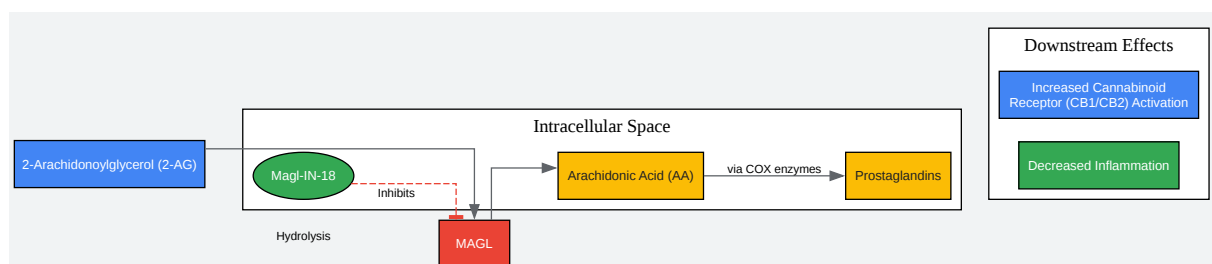 Downstream Effects
Increased Cannabinoid
Receptor (CB1/CB2) Activation
Decreased Inflammation
Intracellular Space
2-Arachidonoylglycerol (2-AG)
Magl-IN-18
Inhibits
Arachidonic Acid (AA)
via COX enzymes
Prostaglandins
Hydrolysis
MAGL